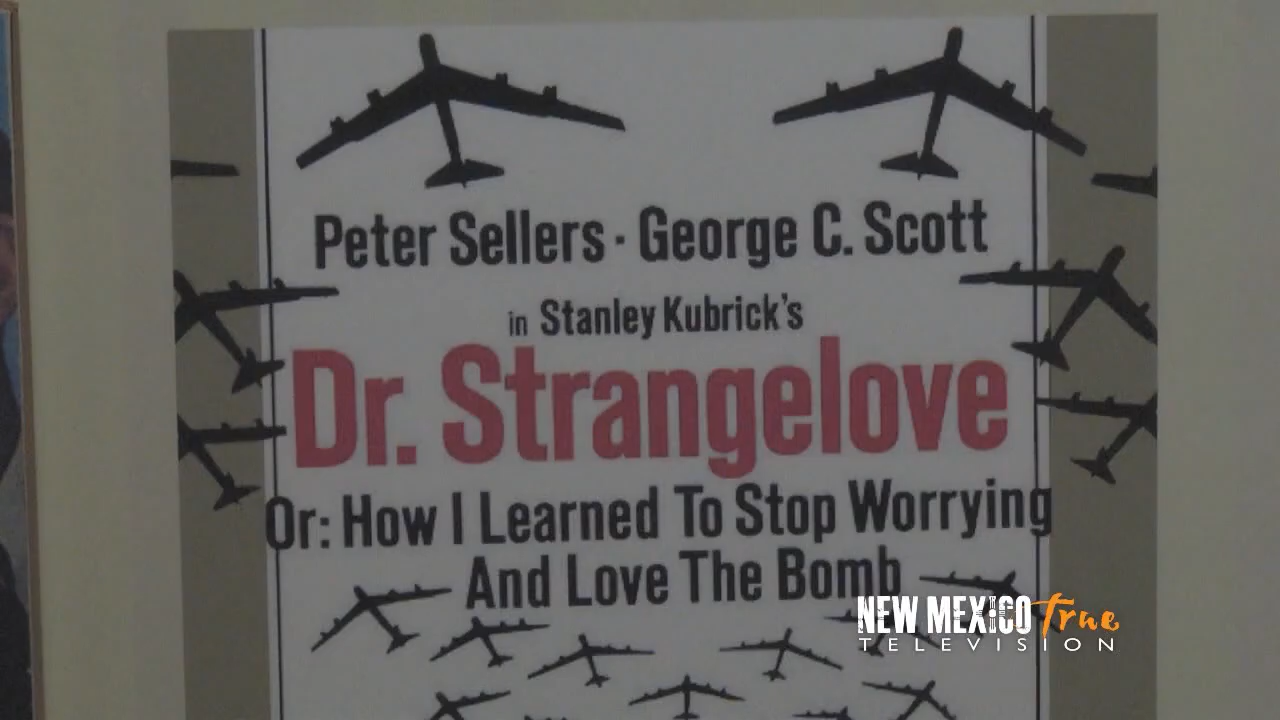 Peter Sellers · George C. Scott
in Stanley Kubrick's
Dr. Strangelove
Or: How I Learned To Stop Worrying
And Love The Bomb
NEW MEXICO True
TELEVISION